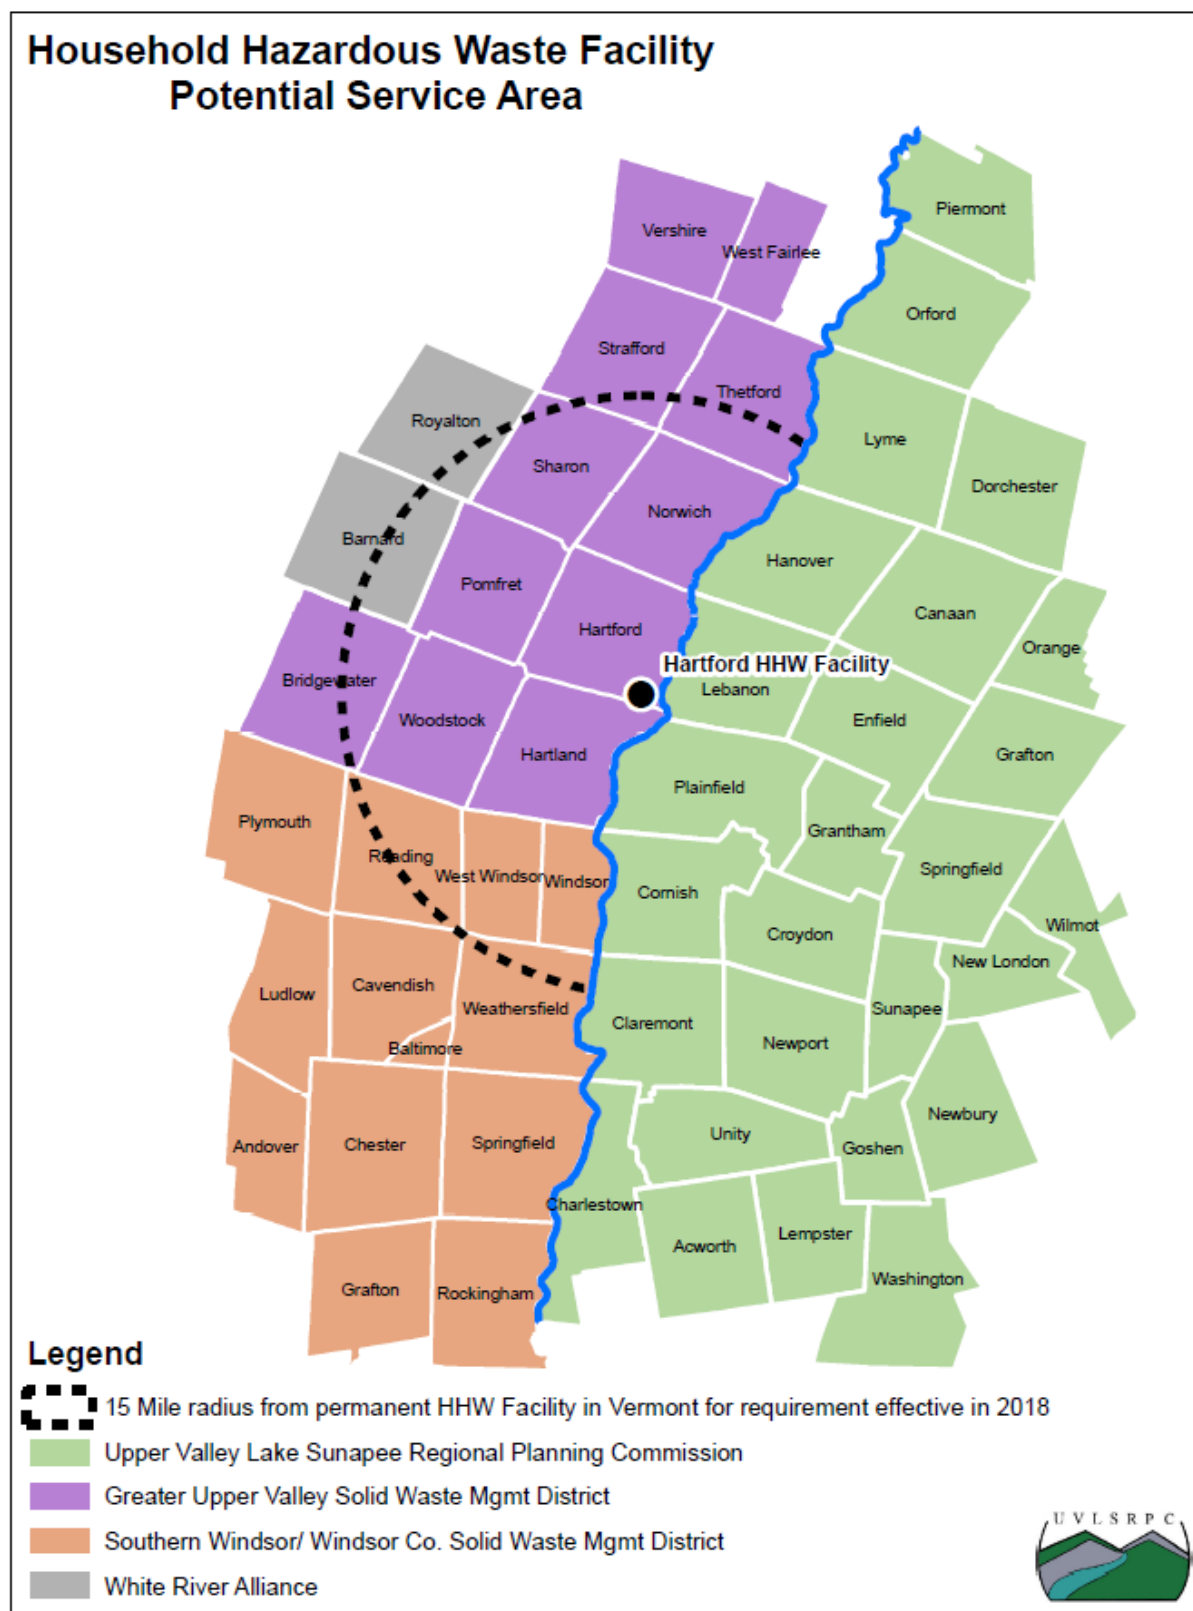 Household Hazardous Waste Facility
Potential Service Area
Piermont
Vershire
West Fairlee
Orford
Strafford
Thetford
Royalton
Lyme
Sharon
Dorchester
Norwich
Barnard
Hanover
Pomfret
Canaan
Hartford
Orange
Hartford HHW Facility
Bridgewater
Lebanon
Woodstock
Enfield
Hartland
Grafton
Plainfield
Plymouth
Grantham
Reading
Springfield
West Windsor
Windsor
Cornish
Wilmot
Croydon
New London
Cavendish
Ludlow
Weathersfield
Sunapee
Claremont
Newport
Baltimore
Newbury
Unity
Springfield
Chester
Andover
Goshen
Charlestown
Lempster
Acworth
Washington
Grafton
Rockingham
Legend
15 Mile radius from permanent HHW Facility in Vermont for requirement effective in 2018
Upper Valley Lake Sunapee Regional Planning Commission
Greater Upper Valley Solid Waste Mgmt District
Southern Windsor/ Windsor Co. Solid Waste Mgmt District
White River Alliance
UVLSRPC